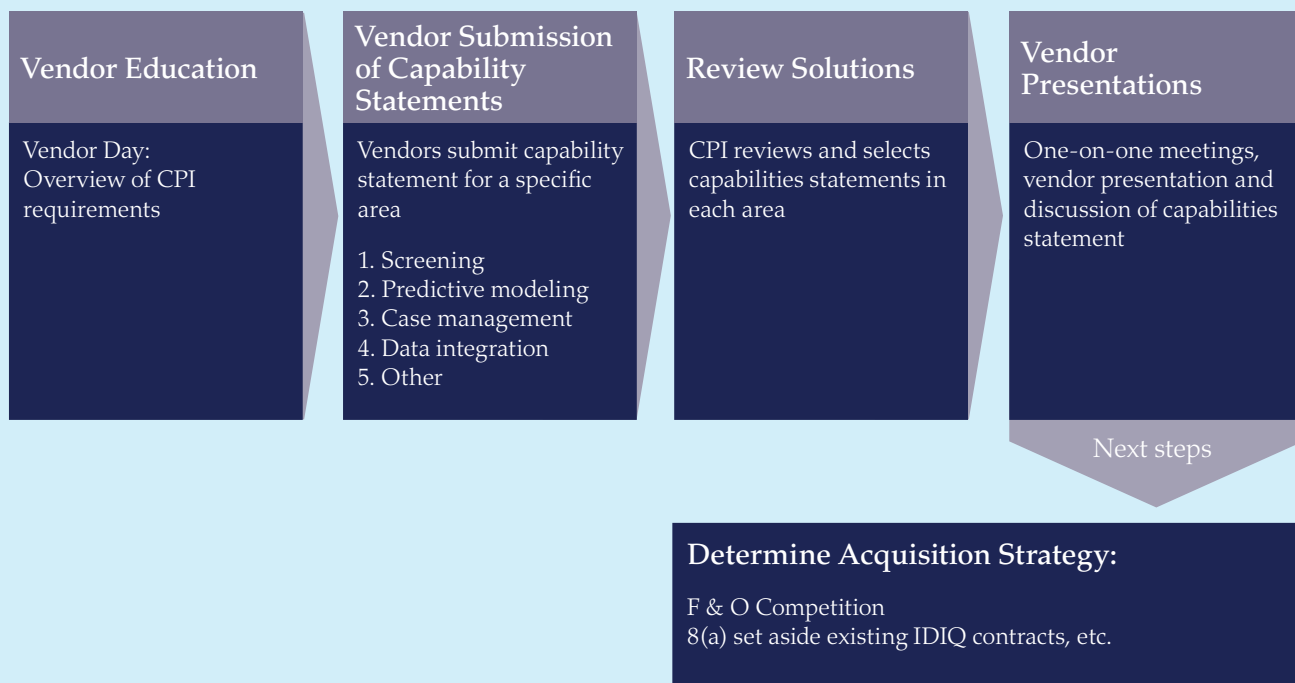 Vendor Education
Vendor Day:
Overview of CPI
requirements
Vendor Submission
of Capability
Statements
Vendors submit capability
statement for a specific
area
1. Screening
2. Predictive modeling
3. Case management
4. Data integration
5. Other
Review Solutions
CPI reviews and selects
capabilities statements in
each area
Vendor
Presentations
One-on-one meetings,
vendor presentation and
discussion of capabilities
statement
Next steps
Determine Acquisition Strategy:
F & O Competition
8(a) set aside existing IDIQ contracts, etc.